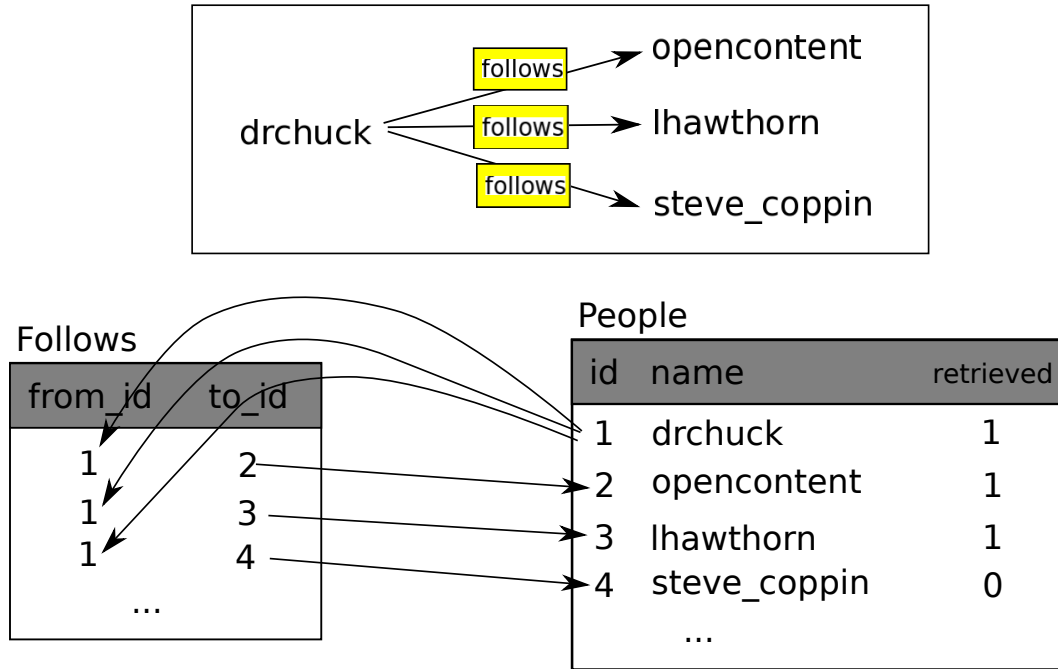 follows opencontent
drchuck follows lhawthorn
follows steve_coppin
Follows
from_id to_id
1 2
1 3
1 4
...
People
id name retrieved
1 drchuck 1
2 opencontent 1
3 lhawthorn 1
4 steve_coppin 0
...